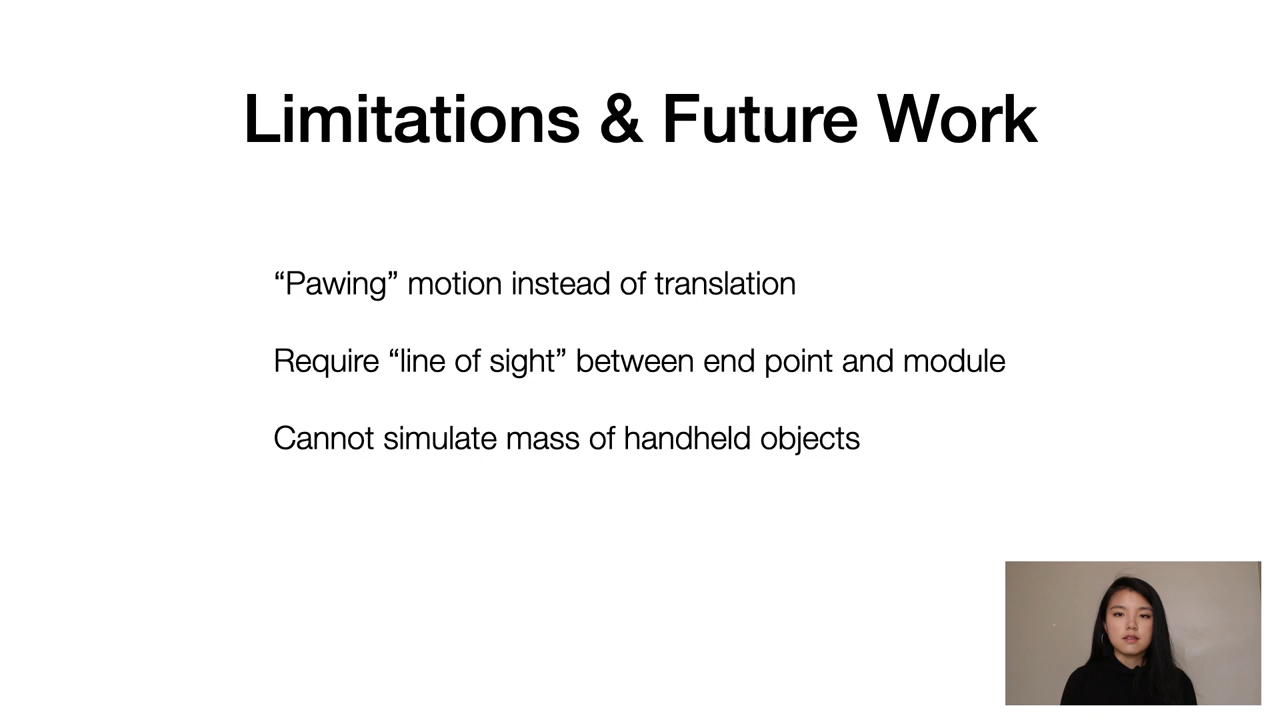 Limitations & Future Work
“Pawing” motion instead of translation
Require “line of sight” between end point and module
Cannot simulate mass of handheld objects